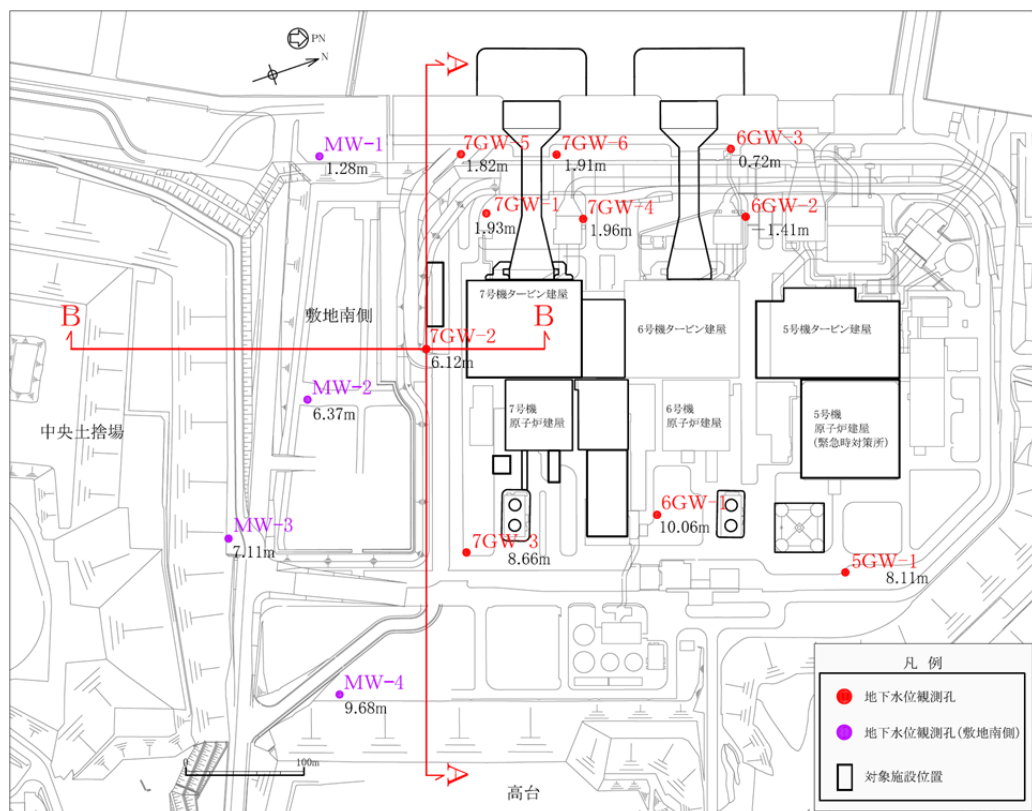 PN
N
A
MW-1
1.28m
7GW-5
1.82m
7GW-6
1.91m
6GW-3
0.72m
7GW-1
1.93m
7GW-4
1.96m
6GW-2
-1.41m
7号機タービン建屋
6号機タービン建屋
5号機タービン建屋
敷地南側
B
B
7GW-2
6.12m
MW-2
6.37m
中央土捨場
7号機
原子炉建屋
6号機
原子炉建屋
5号機
原子炉建屋
(緊急時対策所)
MW-3
7.11m
6GW-1
10.06m
7GW-3
8.66m
5GW-1
8.11m
MW-4
9.68m
0
100m
A
高台
凡 例
地下水位観測孔
地下水位観測孔(敷地南側)
対象施設位置